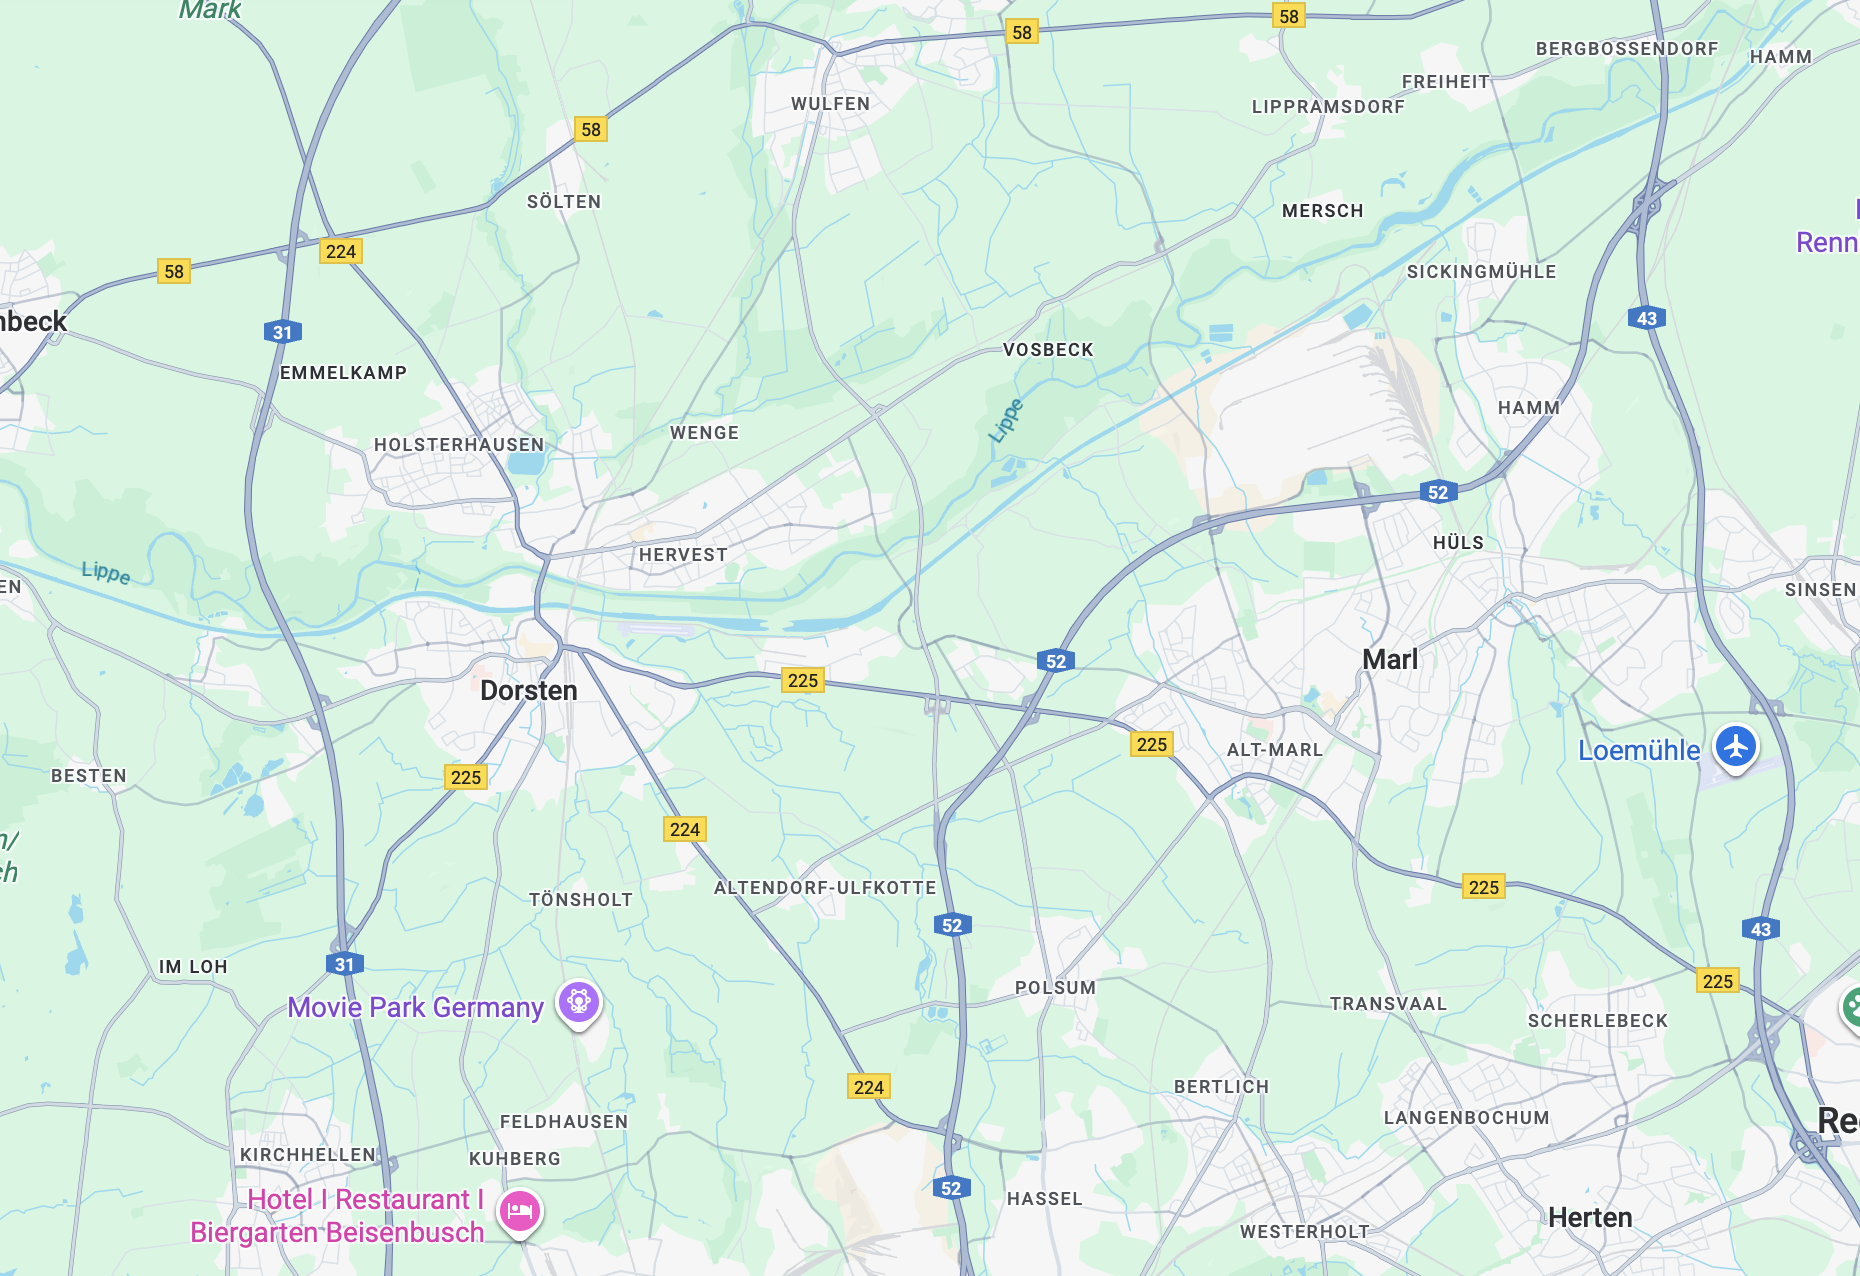 Mark
58
58
BERGBOSSENDORF
HAMM
FREIHEIT
WULFEN
LIPPRAMSDORF
58
SÖLTEN
MERSCH
Renn
224
58
SICKINGMÜHLE
nbeck
31
43
VOSBECK
EMMELKAMP
Lippe
HAMM
WENGE
HOLSTERHAUSEN
52
HÜLS
HERVEST
Lippe
EN
SINSEN
52
Marl
225
Dorsten
225
ALT-MARL
Loemühle
BESTEN
225
n/
ch
224
ALTENDORF-ULFKOTTE
225
TÖNSHOLT
52
43
IM LOH
31
225
POLSUM
Movie Park Germany
TRANSVAAL
SCHERLEBECK
224
BERTLICH
FELDHAUSEN
LANGENBOCHUM
Re
KIRCHHELLEN
KUHBERG
52
HASSEL
Hotel I Restaurant I
Biergarten Beisenbusch
WESTERHOLT
Herten